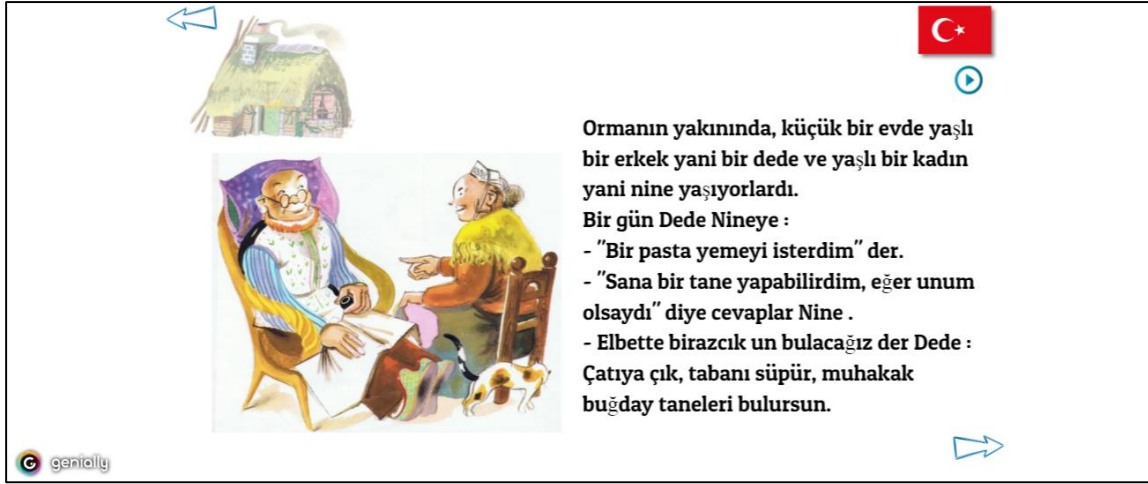 Ormanın yakınında, küçük bir evde yaşlı
bir erkek yani bir dede ve yaşlı bir kadın
yani nine yaşıyorlardı.
Bir gün Dede Nineye :
- "Bir pasta yemeyi isterdim" der.
- "Sana bir tane yapabilirdim, eğer unum
olsaydı" diye cevaplar Nine .
- Elbette birazcık un bulacağız der Dede :
Çatıya çık, tabanı süpür, muhakak
buğday taneleri bulursun.
G genially